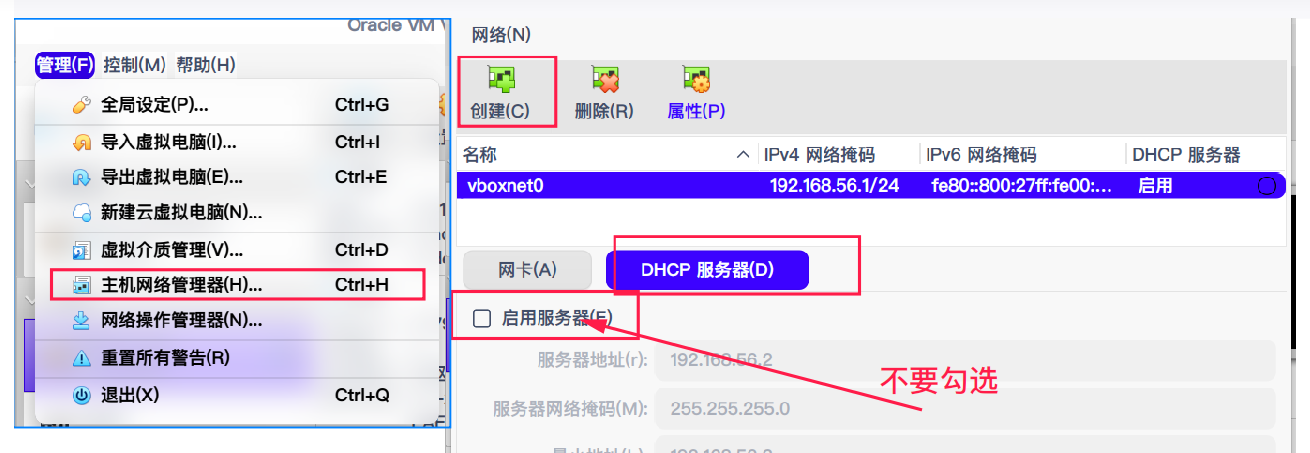 Oracle VM
管理(F) 控制(M) 帮助(H)
全局设定(P)... Ctrl+G
导入虚拟电脑(I)... Ctrl+I
导出虚拟电脑(E)... Ctrl+E
新建云虚拟电脑(N)...
虚拟介质管理(V)... Ctrl+D
主机网络管理器(H)... Ctrl+H
网络操作管理器(N)...
重置所有警告(R)
退出(X) Ctrl+Q
网络(N)
创建(C) 删除(R) 属性(P)
名称 IPv4 网络掩码 IPv6 网络掩码 DHCP 服务器
vboxnet0 192.168.56.1/24 fe80::800:27ff:fe00:... 启用
网卡(A) DHCP 服务器(D)
启用服务器(E)
服务器地址(r): 192.168.56.2
不要勾选
服务器网络掩码(M): 255.255.255.0